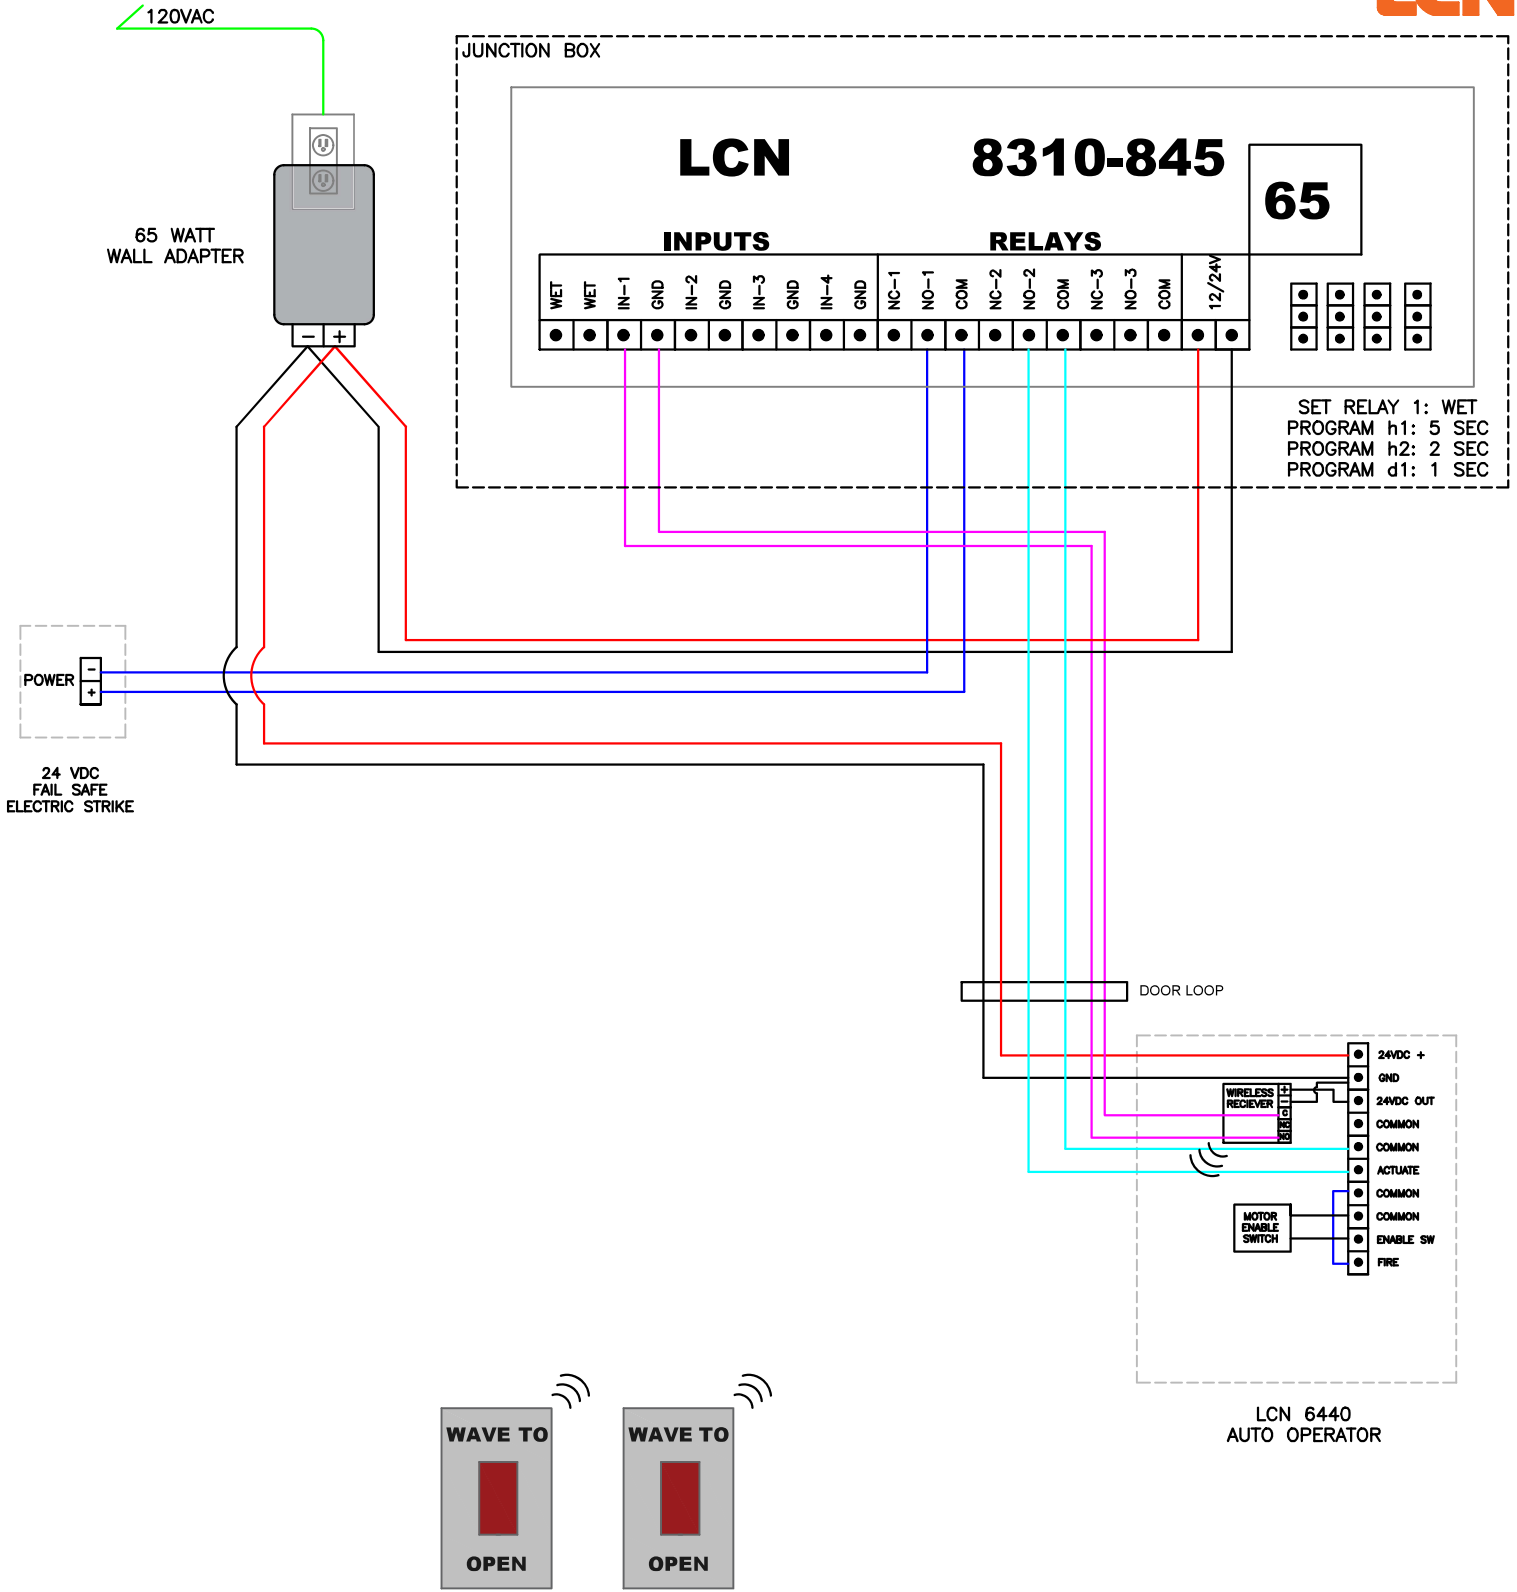 120VAC
LCN
JUNCTION BOX
LCN 8310-845
65
65 WATT
WALL ADAPTER
INPUTS RELAYS
WET WET IN-1 GND IN-2 GND IN-3 GND IN-4 GND NC-1 NO-1 COM NC-2 NO-2 COM NC-3 NO-3 COM 12/24V
- +
SET RELAY 1: WET
PROGRAM h1: 5 SEC
PROGRAM h2: 2 SEC
PROGRAM d1: 1 SEC
POWER
-
+
24 VDC
FAIL SAFE
ELECTRIC STRIKE
DOOR LOOP
24VDC +
GND
24VDC OUT
COMMON
COMMON
ACTUATE
COMMON
COMMON
ENABLE SW
FIRE
WIRELESS
RECIEVER
+
-
C
MOTOR
ENABLE
SWITCH
LCN 6440
AUTO OPERATOR
WAVE TO
OPEN
WAVE TO
OPEN